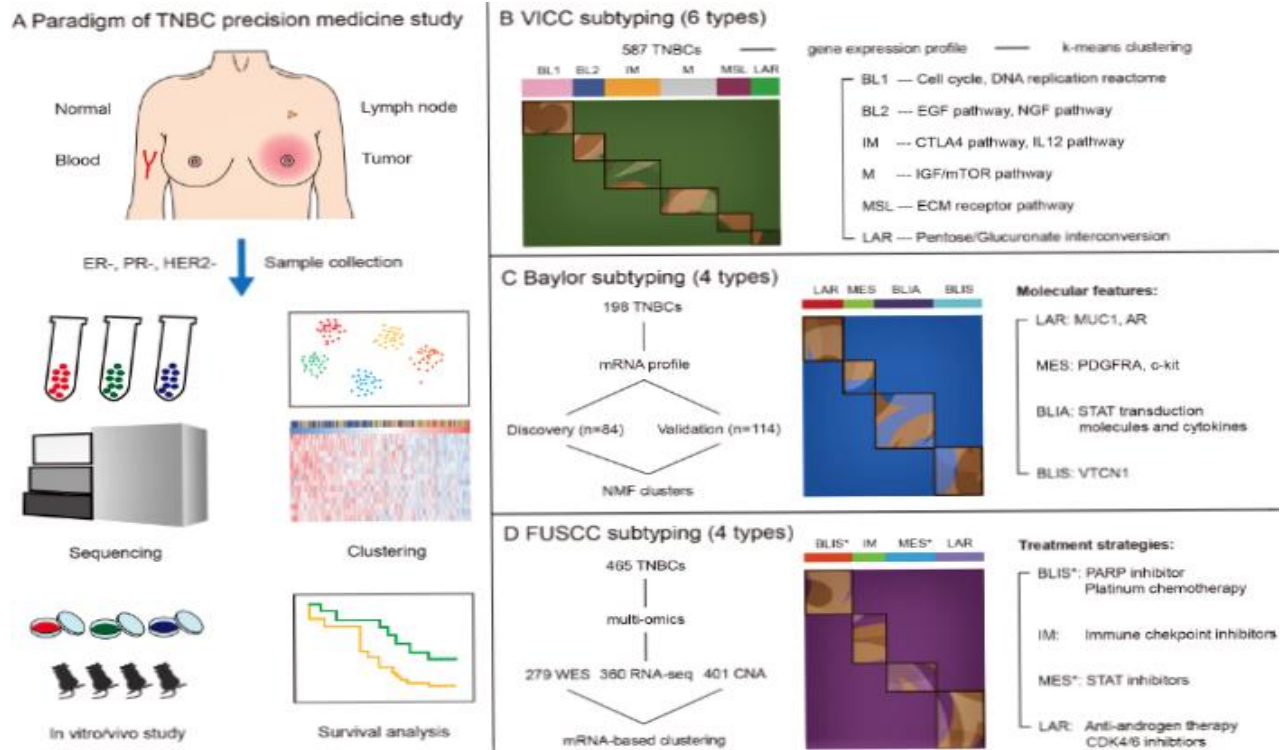 A Paradigm of TNBC precision medicine study
Normal
Lymph node
Blood
Tumor
ER-, PR-, HER2-
Sample collection
Sequencing
Clustering
In vitro/vivo study
Survival analysis
B VICC subtyping (6 types)
587 TNBCs
gene expression profile
k-means clustering
BL1 BL2 IM M MSL LAR
BL1 --- Cell cycle, DNA replication reactome
BL2 --- EGF pathway, NGF pathway
IM --- CTLA4 pathway, IL12 pathway
M --- IGF/mTOR pathway
MSL --- ECM receptor pathway
LAR --- Pentose/Glucuronate interconversion
C Baylor subtyping (4 types)
198 TNBCs
mRNA profile
Discovery (n=84)
Validation (n=114)
NMF clusters
LAR MES BLIA BLIS
Molecular features:
LAR: MUC1, AR
MES: PDGFRA, c-kit
BLIA: STAT transduction
molecules and cytokines
BLIS: VTCN1
D FUSCC subtyping (4 types)
465 TNBCs
multi-omics
279 WES 360 RNA-seq 401 CNA
mRNA-based clustering
BLIS* IM MES* LAR
Treatment strategies:
BLIS*: PARP inhibitor
Platinum chemotherapy
IM: Immune chekpoint inhibitors
MES*: STAT inhibitors
LAR: Anti-androgen therapy
CDK4/6 inhibtiors